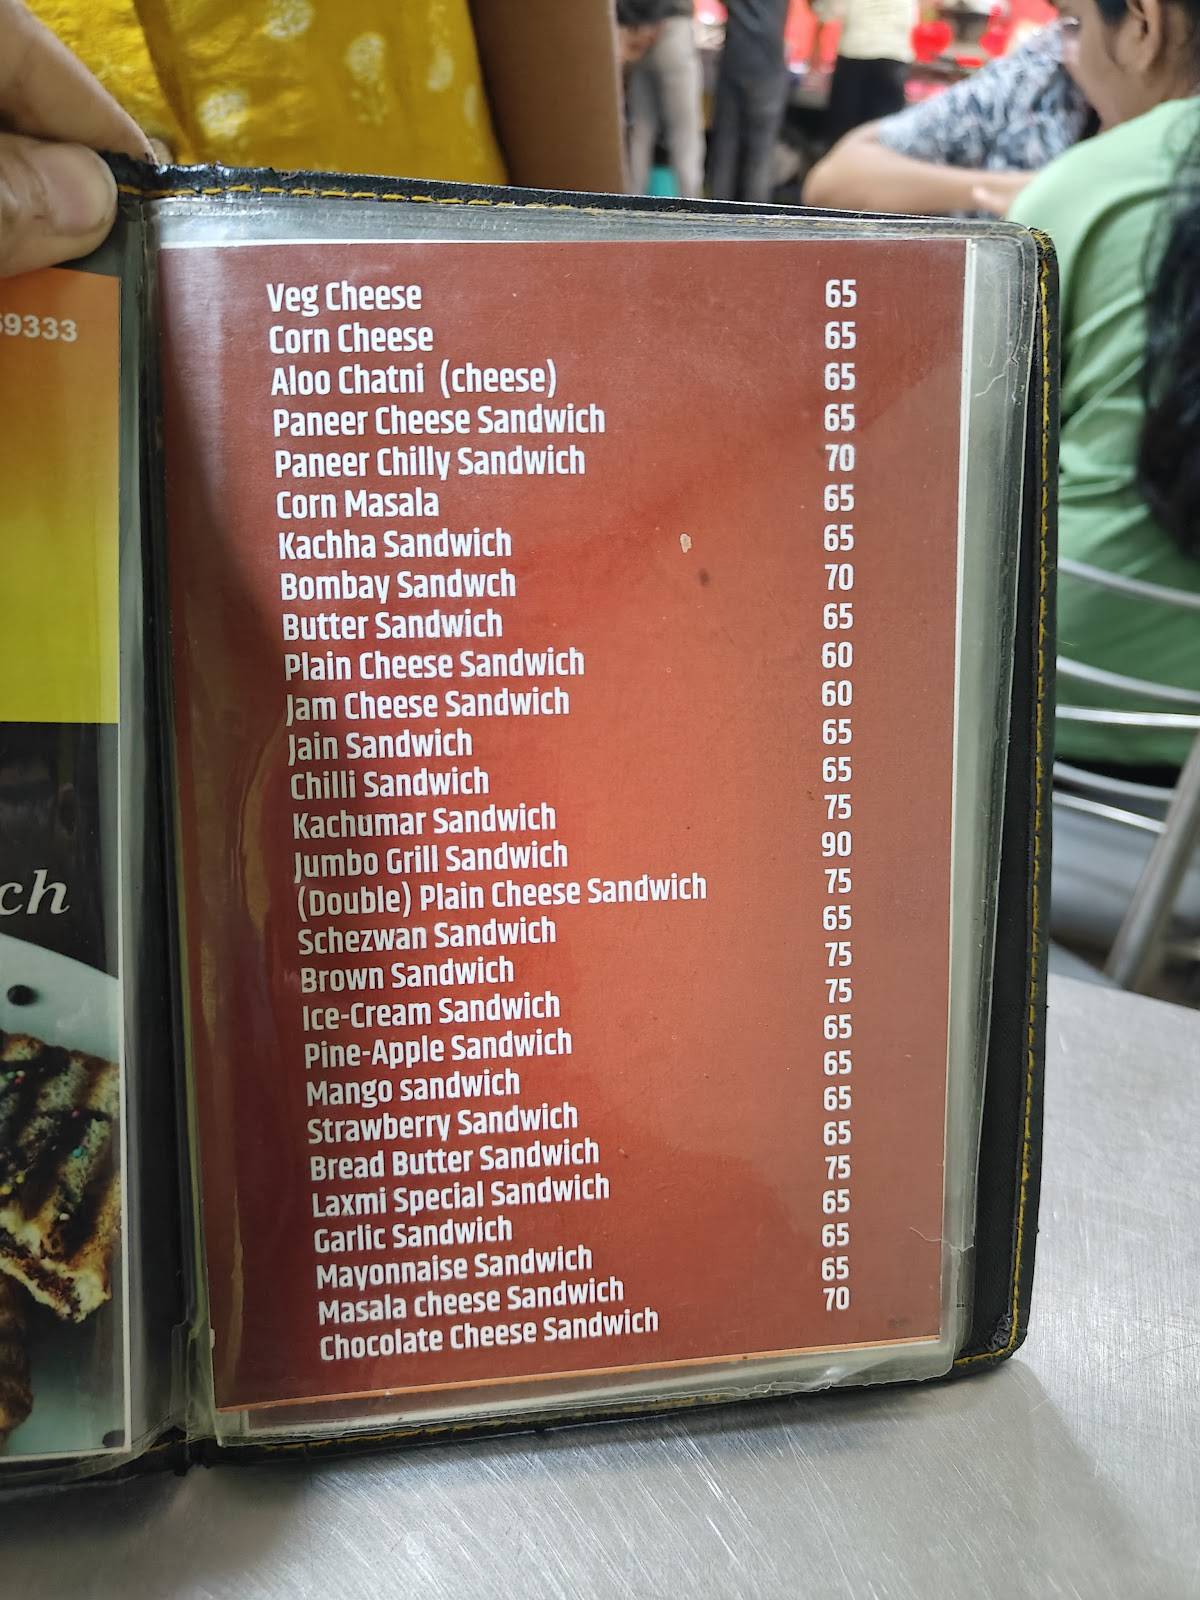 59333
ch
Veg Cheese 65
Corn Cheese 65
Aloo Chatni (cheese) 65
Paneer Cheese Sandwich 65
Paneer Chilly Sandwich 70
Corn Masala 65
Kachha Sandwich 65
Bombay Sandwch 70
Butter Sandwich 65
Plain Cheese Sandwich 60
Jam Cheese Sandwich 60
Jain Sandwich 65
Chilli Sandwich 65
Kachumar Sandwich 75
Jumbo Grill Sandwich 90
(Double) Plain Cheese Sandwich 75
Schezwan Sandwich 65
Brown Sandwich 75
Ice-Cream Sandwich 75
Pine-Apple Sandwich 65
Mango sandwich 65
Strawberry Sandwich 65
Bread Butter Sandwich 65
Laxmi Special Sandwich 75
Garlic Sandwich 65
Mayonnaise Sandwich 65
Masala cheese Sandwich 65
Chocolate Cheese Sandwich 70